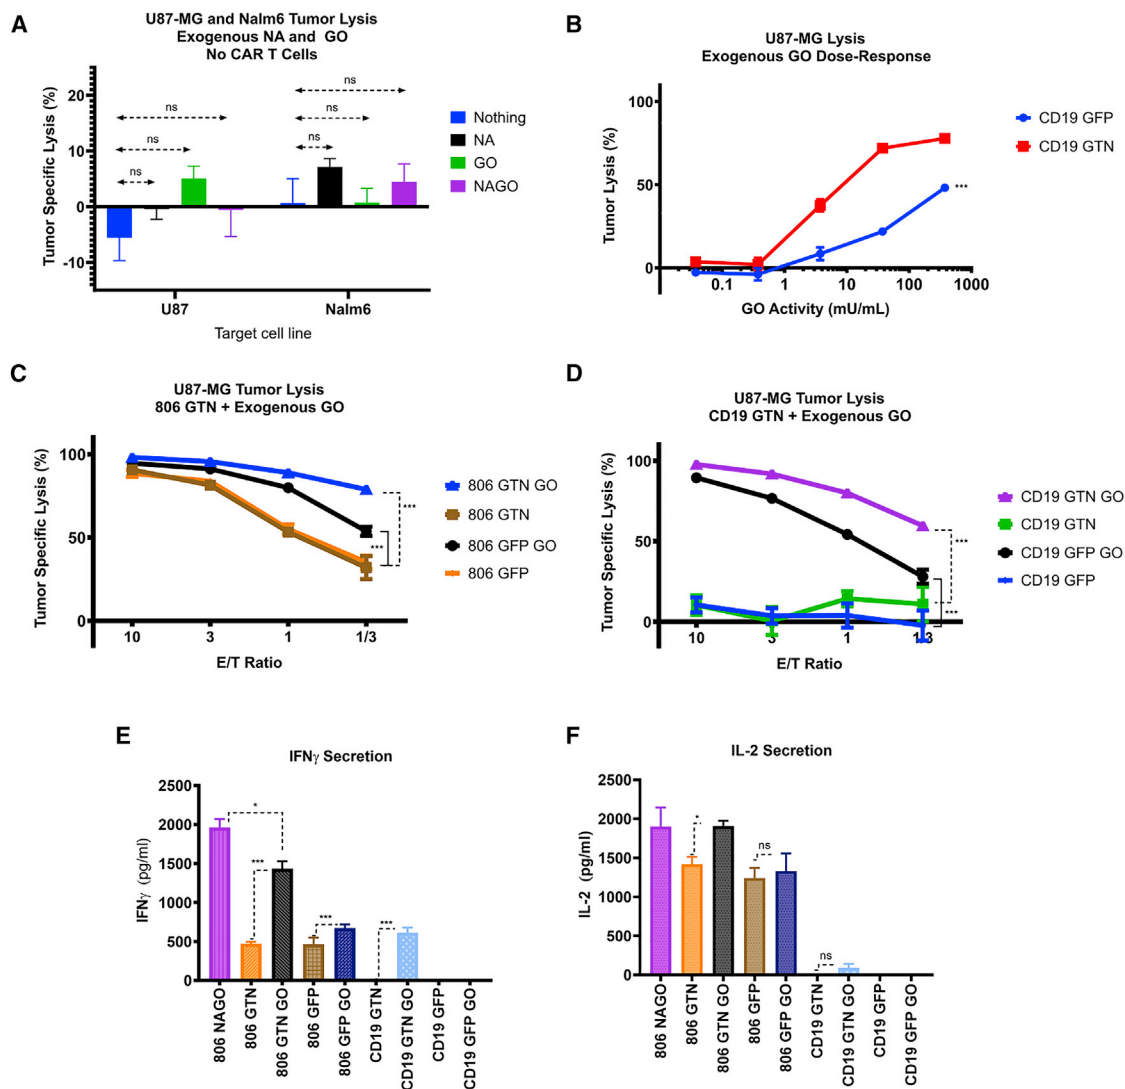 A
U87-MG and Nalm6 Tumor Lysis
Exogenous NA and GO
No CAR T Cells
Tumor Specific Lysis (%)
20
10
0
-10
ns
ns
ns
ns
ns
ns
U87
Nalm6
Target cell line
Nothing
NA
GO
NAGO
B
U87-MG Lysis
Exogenous GO Dose-Response
Tumor Lysis (%)
100
50
0
0.1
1
10
100
1000
GO Activity (mU/mL)
***
CD19 GFP
CD19 GTN
C
U87-MG Tumor Lysis
806 GTN + Exogenous GO
Tumor Specific Lysis (%)
100
50
0
10
3
1
1/3
E/T Ratio
***
***
806 GTN GO
806 GTN
806 GFP GO
806 GFP
D
U87-MG Tumor Lysis
CD19 GTN + Exogenous GO
Tumor Specific Lysis (%)
100
50
0
10
3
1
1/3
E/T Ratio
***
***
CD19 GTN GO
CD19 GTN
CD19 GFP GO
CD19 GFP
E
IFNγ Secretion
IFNγ (pg/ml)
2500
2000
1500
1000
500
0
*
***
***
***
806 NAGO
806 GTN
806 GTN GO
806 GFP
806 GFP GO
CD19 GTN
CD19 GTN GO
CD19 GFP
CD19 GFP GO
F
IL-2 Secretion
IL-2 (pg/ml)
2500
2000
1500
1000
500
0
*
ns
ns
806 NAGO
806 GTN
806 GTN GO
806 GFP
806 GFP GO
CD19 GTN
CD19 GTN GO
CD19 GFP
CD19 GFP GO